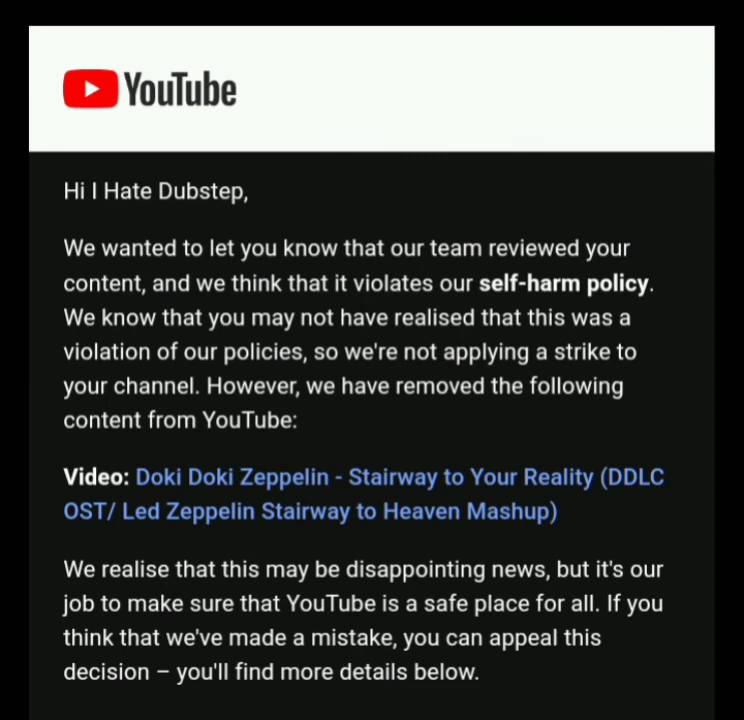 YouTube
Hi I Hate Dubstep,
We wanted to let you know that our team reviewed your
content, and we think that it violates our self-harm policy.
We know that you may not have realised that this was a
violation of our policies, so we're not applying a strike to
your channel. However, we have removed the following
content from YouTube:
Video: Doki Doki Zeppelin - Stairway to Your Reality (DDLC
OST/ Led Zeppelin Stairway to Heaven Mashup)
We realise that this may be disappointing news, but it's our
job to make sure that YouTube is a safe place for all. If you
think that we've made a mistake, you can appeal this
decision – you'll find more details below.